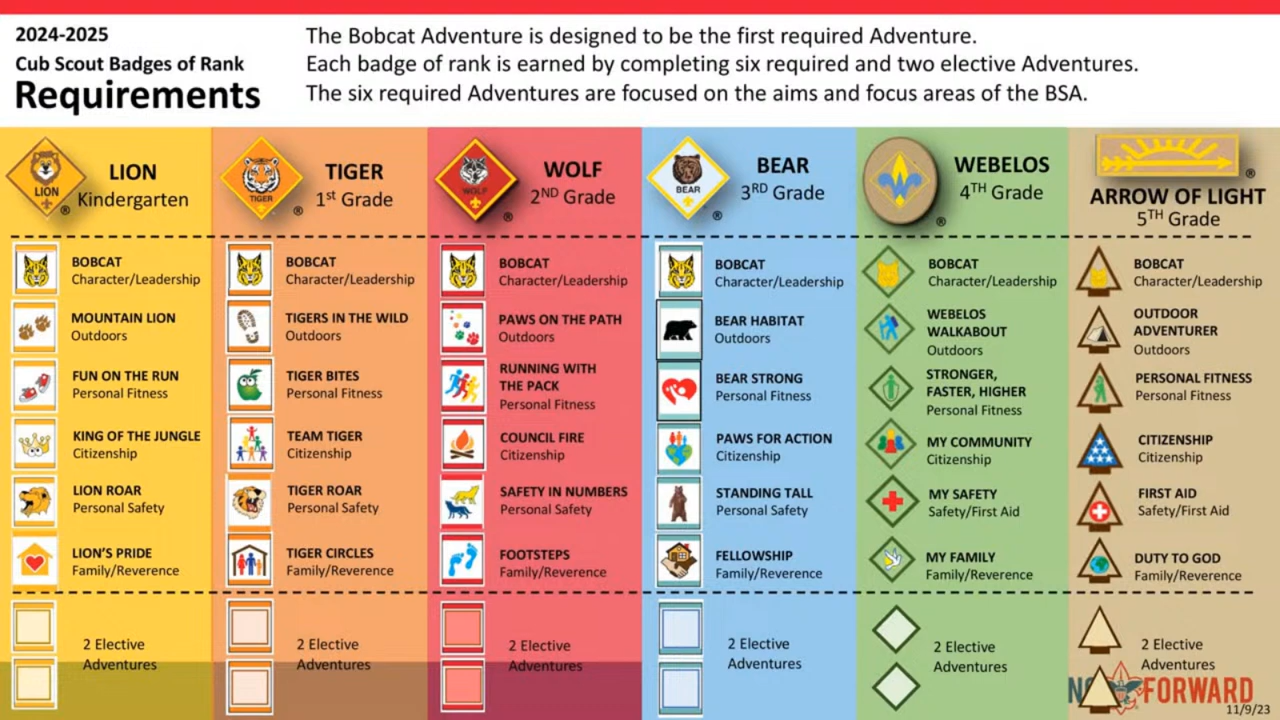 2024-2025
Cub Scout Badges of Rank
Requirements
The Bobcat Adventure is designed to be the first required Adventure.
Each badge of rank is earned by completing six required and two elective Adventures.
The six required Adventures are focused on the aims and focus areas of the BSA.
LION
®
LION
Kindergarten
BOBCAT
Character/Leadership
MOUNTAIN LION
Outdoors
FUN ON THE RUN
Personal Fitness
KING OF THE JUNGLE
Citizenship
LION ROAR
Personal Safety
LION'S PRIDE
Family/Reverence
2 Elective
Adventures
TIGER
®
TIGER
1st Grade
BOBCAT
Character/Leadership
TIGERS IN THE WILD
Outdoors
TIGER BITES
Personal Fitness
TEAM TIGER
Citizenship
TIGER ROAR
Personal Safety
TIGER CIRCLES
Family/Reverence
2 Elective
Adventures
WOLF
®
WOLF
2ND Grade
BOBCAT
Character/Leadership
PAWS ON THE PATH
Outdoors
RUNNING WITH
THE PACK
Personal Fitness
COUNCIL FIRE
Citizenship
SAFETY IN NUMBERS
Personal Safety
FOOTSTEPS
Family/Reverence
2 Elective
Adventures
BEAR
®
BEAR
3RD Grade
BOBCAT
Character/Leadership
BEAR HABITAT
Outdoors
BEAR STRONG
Personal Fitness
PAWS FOR ACTION
Citizenship
STANDING TALL
Personal Safety
FELLOWSHIP
Family/Reverence
2 Elective
Adventures
®
WEBELOS
4TH Grade
BOBCAT
Character/Leadership
WEBELOS
WALKABOUT
Outdoors
STRONGER,
FASTER, HIGHER
Personal Fitness
MY COMMUNITY
Citizenship
MY SAFETY
Safety/First Aid
MY FAMILY
Family/Reverence
2 Elective
Adventures
®
ARROW OF LIGHT
5TH Grade
BOBCAT
Character/Leadership
OUTDOOR
ADVENTURER
Outdoors
PERSONAL FITNESS
Personal Fitness
CITIZENSHIP
Citizenship
FIRST AID
Safety/First Aid
DUTY TO GOD
Family/Reverence
2 Elective
Adventures
FORWARD
11/9/23